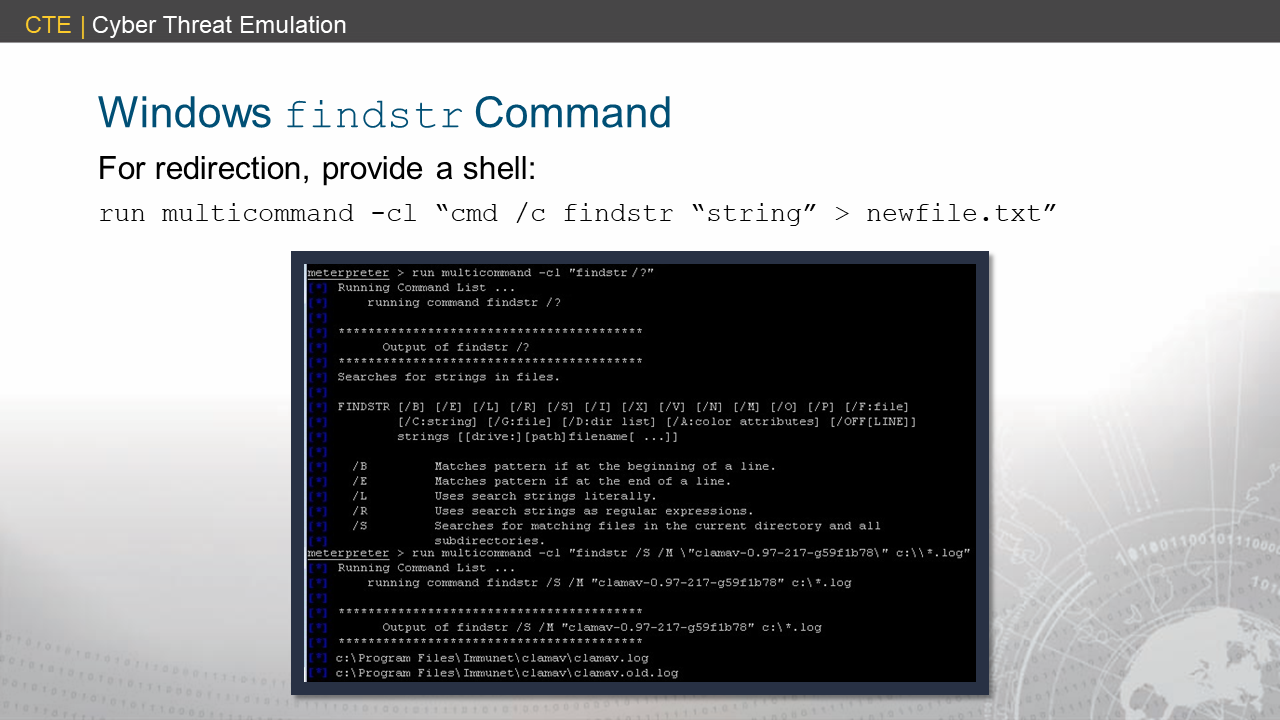 CTE | Cyber Threat Emulation
Windows findstr Command
For redirection, provide a shell:
run multicommand -cl “cmd /c findstr “string” > newfile.txt”
meterpreter > run multicommand -cl "findstr /?"
[*] Running Command List ...
[*]     running command findstr /?
[*]
[*] *****************************************
[*]       Output of findstr /?
[*] *****************************************
[*] Searches for strings in files.
[*]
[*] FINDSTR [/B] [/E] [/L] [/R] [/S] [/I] [/X] [/V] [/N] [/M] [/O] [/P] [/F:file]
[*]         [/C:string] [/G:file] [/D:dir list] [/A:color attributes] [/OFF[LINE]]
[*]         strings [[drive:][path]filename[ ...]]
[*]
[*]   /B         Matches pattern if at the beginning of a line.
[*]   /E         Matches pattern if at the end of a line.
[*]   /L         Uses search strings literally.
[*]   /R         Uses search strings as regular expressions.
[*]   /S         Searches for matching files in the current directory and all
[*]              subdirectories.
meterpreter > run multicommand -cl "findstr /S /M \"clamav-0.97-217-g59f1b78\" c:\\*.log"
[*] Running Command List ...
[*]     running command findstr /S /M "clamav-0.97-217-g59f1b78" c:\*.log
[*]
[*] *****************************************
[*]       Output of findstr /S /M "clamav-0.97-217-g59f1b78" c:\*.log
[*] *****************************************
[*] c:\Program Files\Immunet\clamav\clamav.log
[*] c:\Program Files\Immunet\clamav\clamav.old.log